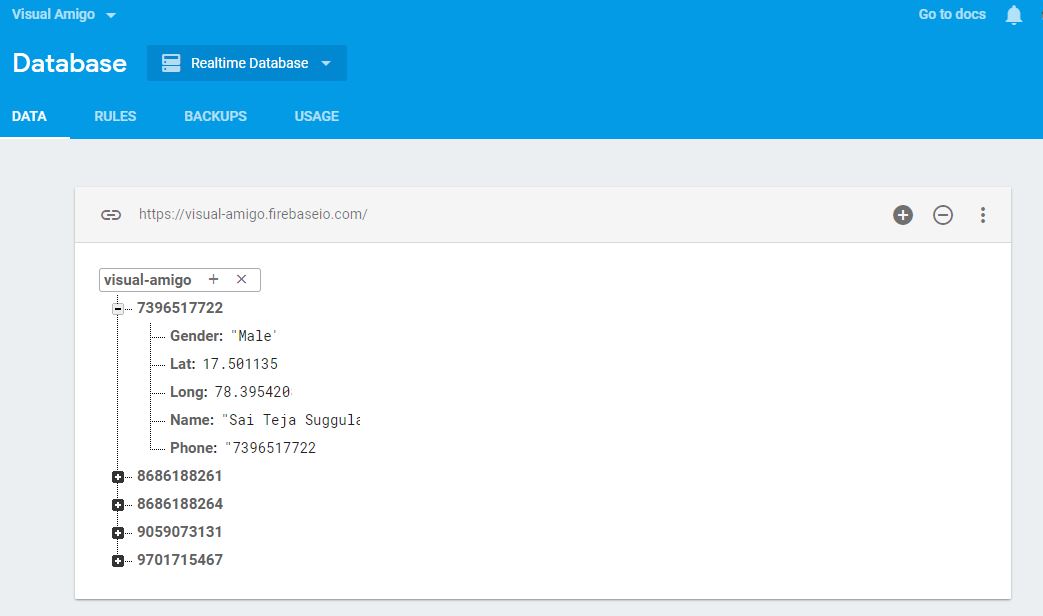 Visual Amigo Go to docs
Database Realtime Database
DATA RULES BACKUPS USAGE
https://visual-amigo.firebaseio.com/
visual-amigo + ×
7396517722
Gender: "Male"
Lat: 17.501135
Long: 78.395420
Name: "Sai Teja Suggula
Phone: "7396517722
8686188261
8686188264
9059073131
9701715467